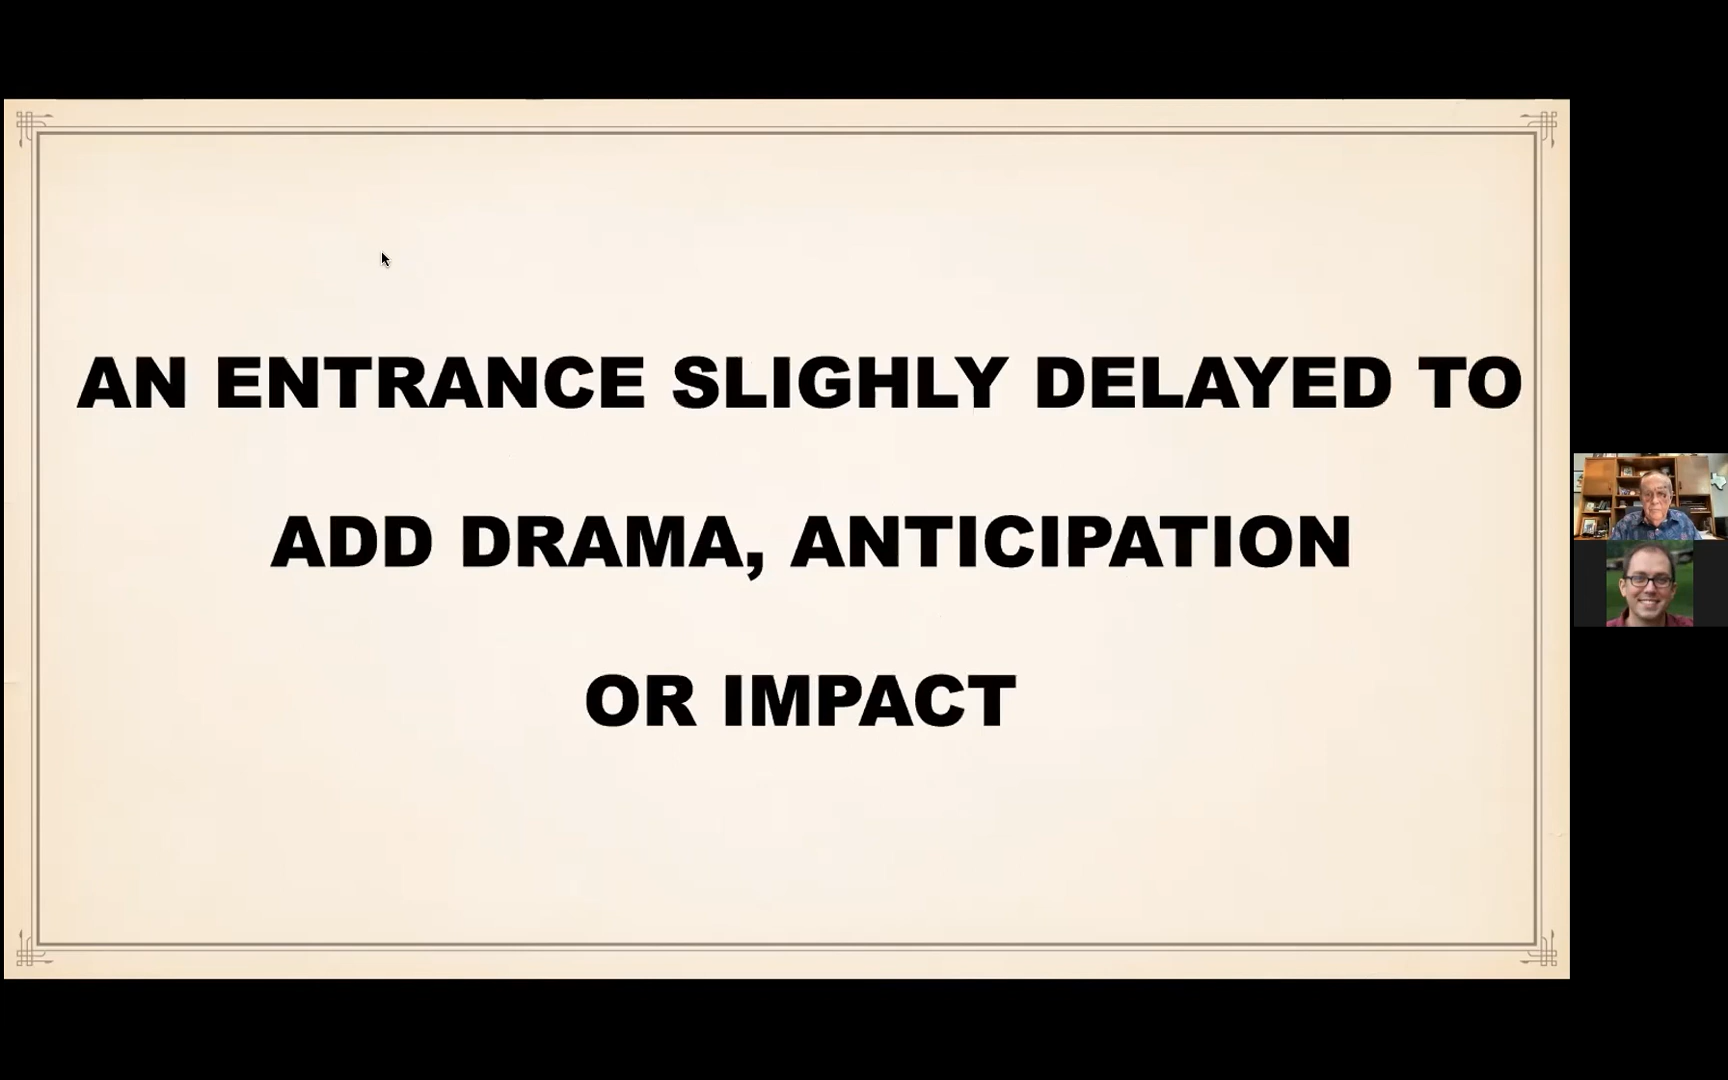 AN ENTRANCE SLIGHLY DELAYED TO
ADD DRAMA, ANTICIPATION
OR IMPACT